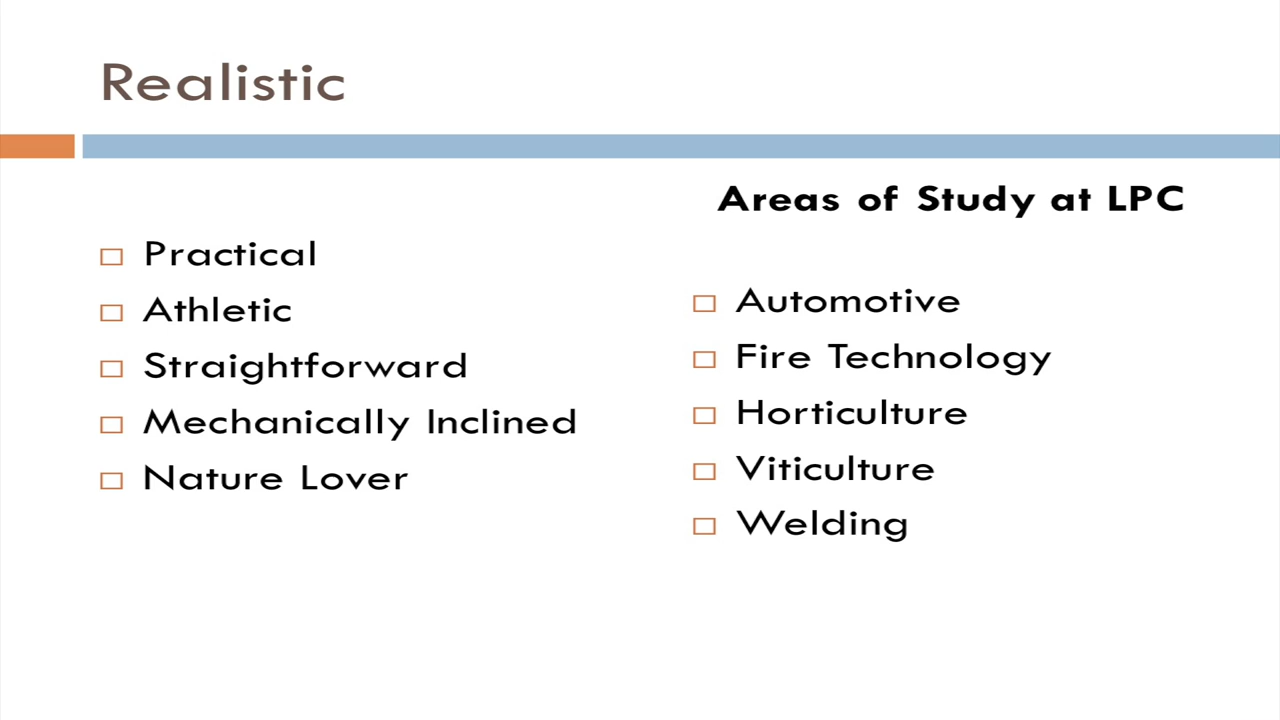 Realistic
Practical
Athletic
Straightforward
Mechanically Inclined
Nature Lover
Areas of Study at LPC
Automotive
Fire Technology
Horticulture
Viticulture
Welding